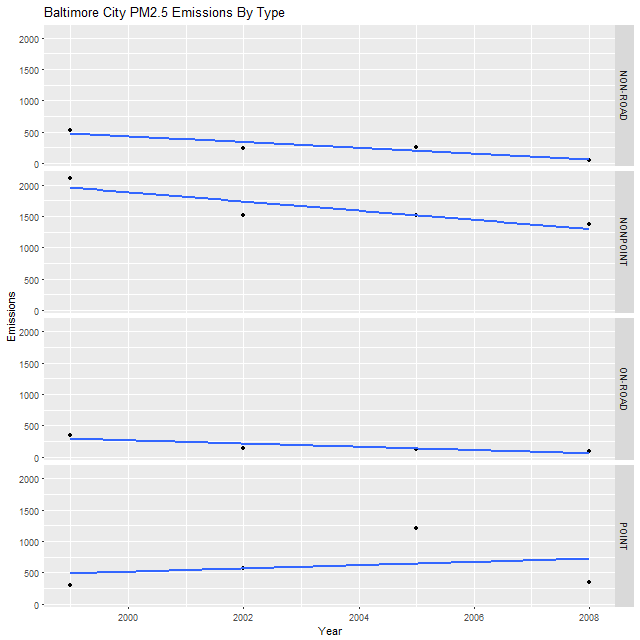 Baltimore City PM2.5 Emissions By Type
2000
1500
1000
500
0
NON-ROAD
2000
1500
1000
500
0
NONPOINT
Emissions
2000
1500
1000
500
0
ON-ROAD
2000
1500
1000
500
0
POINT
2000 2002 2004 2006 2008
Year